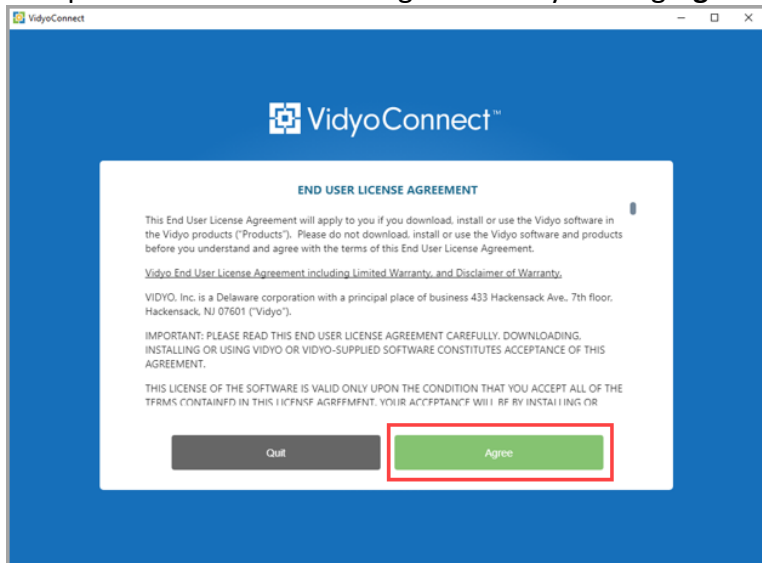 VidyoConnect
VidyoConnect™
END USER LICENSE AGREEMENT
This End User License Agreement will apply to you if you download, install or use the Vidyo software in
the Vidyo products ("Products"). Please do not download, install or use the Vidyo software and products
before you understand and agree with the terms of this End User License Agreement.
Vidyo End User License Agreement including Limited Warranty, and Disclaimer of Warranty.
VIDYO, Inc. is a Delaware corporation with a principal place of business 433 Hackensack Ave., 7th floor,
Hackensack, NJ 07601 ("Vidyo").
IMPORTANT: PLEASE READ THIS END USER LICENSE AGREEMENT CAREFULLY. DOWNLOADING,
INSTALLING OR USING VIDYO OR VIDYO-SUPPLIED SOFTWARE CONSTITUTES ACCEPTANCE OF THIS
AGREEMENT.
THIS LICENSE OF THE SOFTWARE IS VALID ONLY UPON THE CONDITION THAT YOU ACCEPT ALL OF THE
TERMS CONTAINED IN THIS LICENSE AGREEMENT. YOUR ACCEPTANCE WILL BE BY INSTALLING OR
Quit
Agree